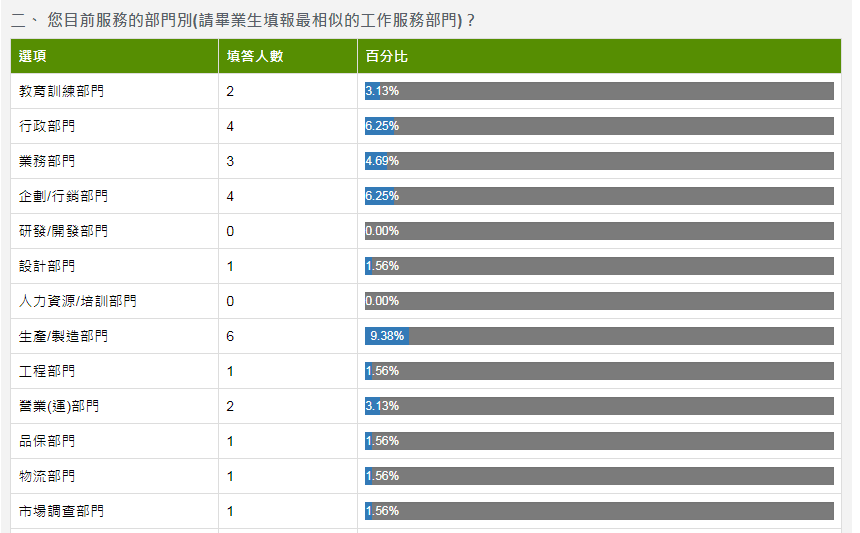 二、 您目前服務的部門別(請畢業生填報最相似的工作服務部門)？
選項 填答人數 百分比
教育訓練部門 2 3.13%
行政部門 4 6.25%
業務部門 3 4.69%
企劃/行銷部門 4 6.25%
研發/開發部門 0 0.00%
設計部門 1 1.56%
人力資源/培訓部門 0 0.00%
生產/製造部門 6 9.38%
工程部門 1 1.56%
營業(運)部門 2 3.13%
品保部門 1 1.56%
物流部門 1 1.56%
市場調查部門 1 1.56%